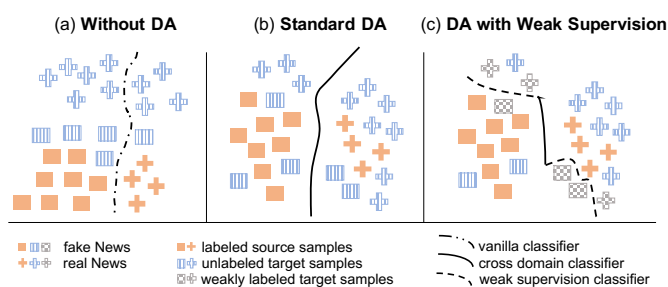 (a) Without DA
(b) Standard DA
(c) DA with Weak Supervision
fake News
real News
labeled source samples
unlabeled target samples
weakly labeled target samples
vanilla classifier
cross domain classifier
weak supervision classifier